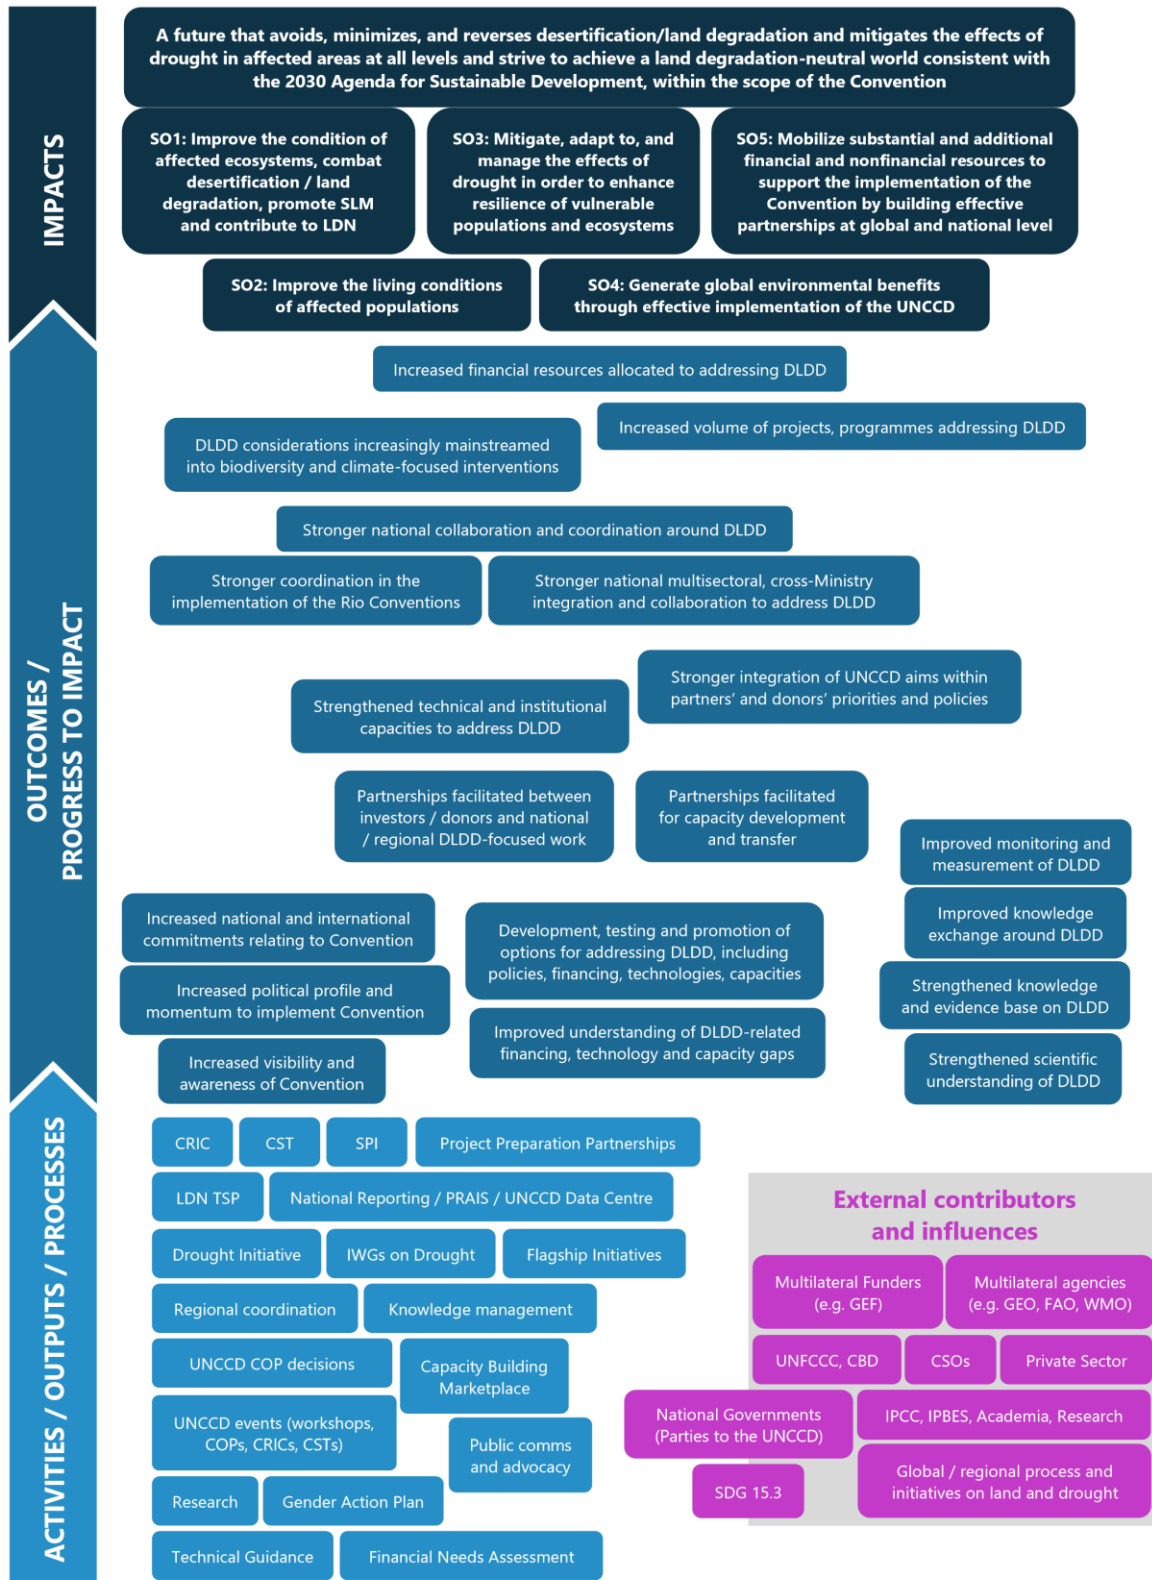 IMPACTS
A future that avoids, minimizes, and reverses desertification/land degradation and mitigates the effects of
drought in affected areas at all levels and strive to achieve a land degradation-neutral world consistent with
the 2030 Agenda for Sustainable Development, within the scope of the Convention
SO1: Improve the condition of
affected ecosystems, combat
desertification / land
degradation, promote SLM
and contribute to LDN
SO3: Mitigate, adapt to, and
manage the effects of
drought in order to enhance
resilience of vulnerable
populations and ecosystems
SO5: Mobilize substantial and additional
financial and nonfinancial resources to
support the implementation of the
Convention by building effective
partnerships at global and national level
SO2: Improve the living conditions
of affected populations
SO4: Generate global environmental benefits
through effective implementation of the UNCCD
OUTCOMES /
PROGRESS TO IMPACT
Increased financial resources allocated to addressing DLDD
Increased volume of projects, programmes addressing DLDD
DLDD considerations increasingly mainstreamed
into biodiversity and climate-focused interventions
Stronger national collaboration and coordination around DLDD
Stronger coordination in the
implementation of the Rio Conventions
Stronger national multisectoral, cross-Ministry
integration and collaboration to address DLDD
Stronger integration of UNCCD aims within
partners’ and donors’ priorities and policies
Strengthened technical and institutional
capacities to address DLDD
Partnerships facilitated between
investors / donors and national
/ regional DLDD-focused work
Partnerships facilitated
for capacity development
and transfer
Improved monitoring and
measurement of DLDD
Increased national and international
commitments relating to Convention
Development, testing and promotion of
options for addressing DLDD, including
policies, financing, technologies, capacities
Improved knowledge
exchange around DLDD
Increased political profile and
momentum to implement Convention
Strengthened knowledge
and evidence base on DLDD
Improved understanding of DLDD-related
financing, technology and capacity gaps
Increased visibility and
awareness of Convention
Strengthened scientific
understanding of DLDD
ACTIVITIES / OUTPUTS / PROCESSES
CRIC
CST
SPI
Project Preparation Partnerships
LDN TSP
National Reporting / PRAIS / UNCCD Data Centre
Drought Initiative
IWGs on Drought
Flagship Initiatives
Regional coordination
Knowledge management
UNCCD COP decisions
Capacity Building
Marketplace
UNCCD events (workshops,
COPs, CRICs, CSTs)
Public comms
and advocacy
Research
Gender Action Plan
Technical Guidance
Financial Needs Assessment
External contributors
and influences
Multilateral Funders
(e.g. GEF)
Multilateral agencies
(e.g. GEO, FAO, WMO)
UNFCCC, CBD
CSOs
Private Sector
National Governments
(Parties to the UNCCD)
IPCC, IPBES, Academia, Research
SDG 15.3
Global / regional process and
initiatives on land and drought